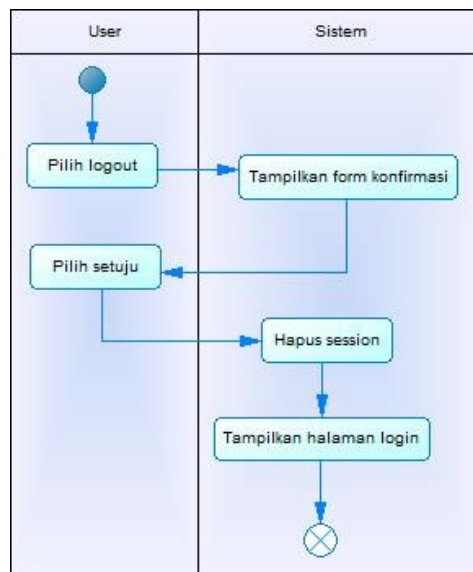 User
Sistem
Pilih logout
Tampilkan form konfirmasi
Pilih setuju
Hapus session
Tampilkan halaman login